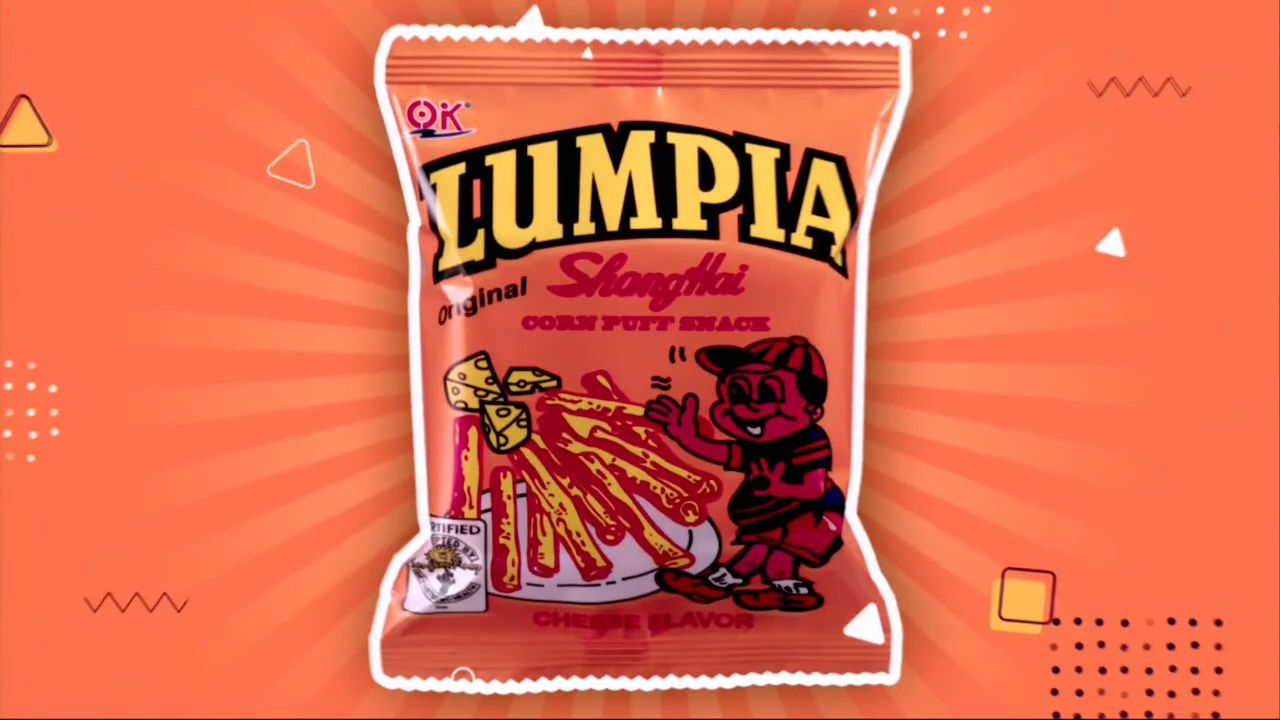 OK
LUMPIA
ShangHai
original
CORN PUFF SNACK
CHEESE FLAVOR